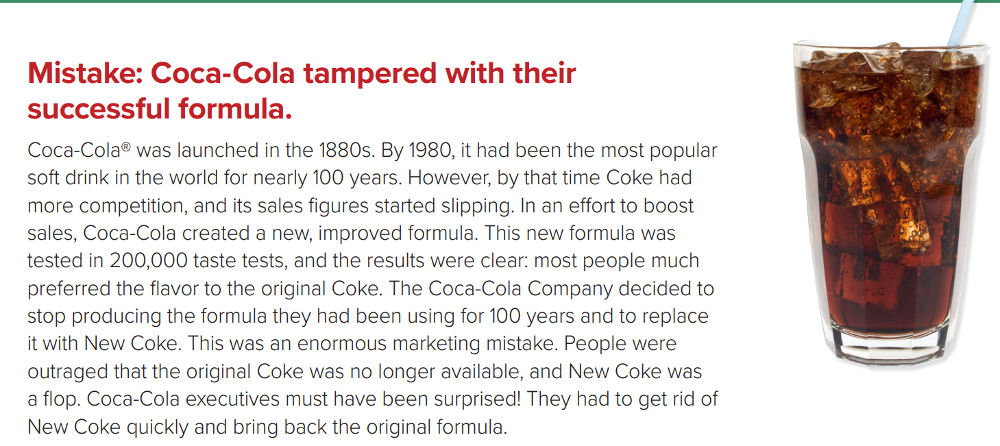 Mistake: Coca-Cola tampered with their
successful formula.
Coca-Cola® was launched in the 1880s. By 1980, it had been the most popular
soft drink in the world for nearly 100 years. However, by that time Coke had
more competition, and its sales figures started slipping. In an effort to boost
sales, Coca-Cola created a new, improved formula. This new formula was
tested in 200,000 taste tests, and the results were clear: most people much
preferred the flavor to the original Coke. The Coca-Cola Company decided to
stop producing the formula they had been using for 100 years and to replace
it with New Coke. This was an enormous marketing mistake. People were
outraged that the original Coke was no longer available, and New Coke was
a flop. Coca-Cola executives must have been surprised! They had to get rid of
New Coke quickly and bring back the original formula.